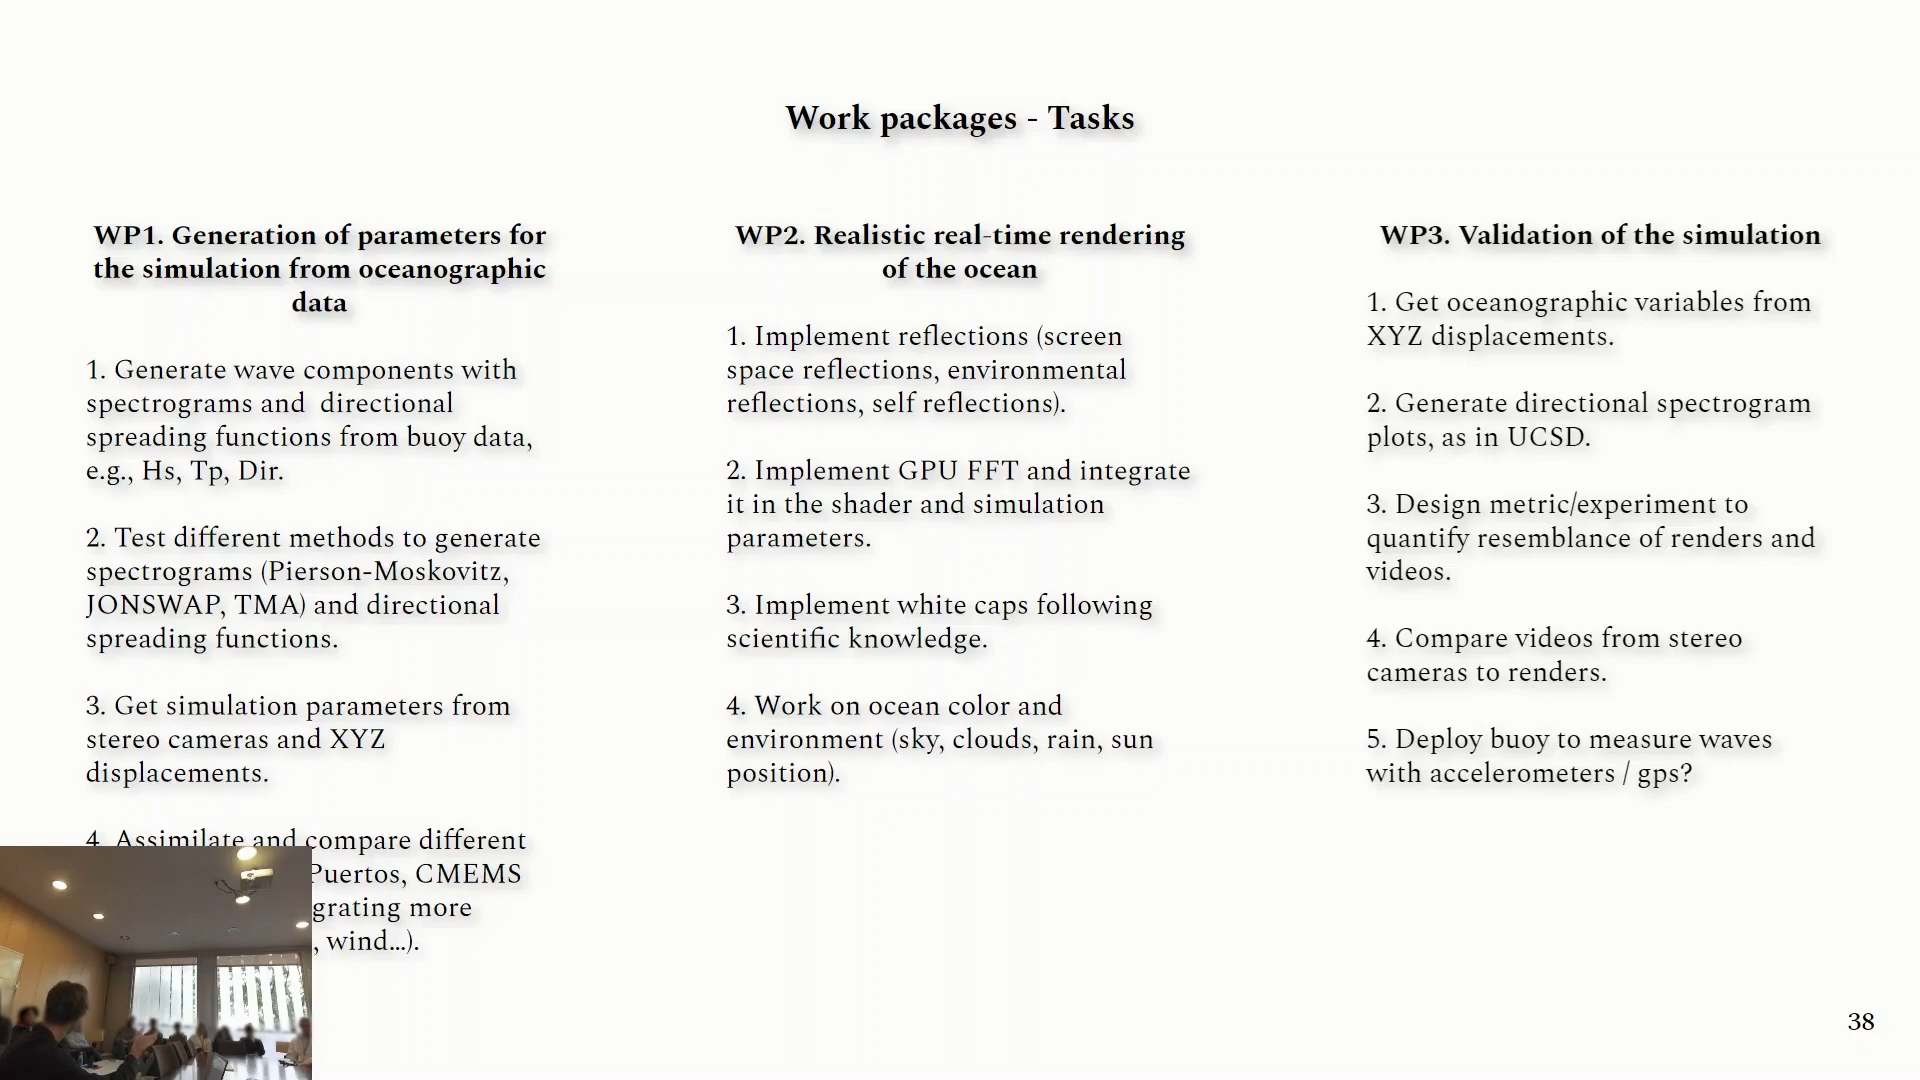 Work packages - Tasks
WP1. Generation of parameters for
the simulation from oceanographic
data
1. Generate wave components with
spectrograms and  directional
spreading functions from buoy data,
e.g., Hs, Tp, Dir.
2. Test different methods to generate
spectrograms (Pierson-Moskovitz,
JONSWAP, TMA) and directional
spreading functions.
3. Get simulation parameters from
stereo cameras and XYZ
displacements.
4. Assimilate and compare different
Puertos, CMEMS
grating more
, wind...).
WP2. Realistic real-time rendering
of the ocean
1. Implement reflections (screen
space reflections, environmental
reflections, self reflections).
2. Implement GPU FFT and integrate
it in the shader and simulation
parameters.
3. Implement white caps following
scientific knowledge.
4. Work on ocean color and
environment (sky, clouds, rain, sun
position).
WP3. Validation of the simulation
1. Get oceanographic variables from
XYZ displacements.
2. Generate directional spectrogram
plots, as in UCSD.
3. Design metric/experiment to
quantify resemblance of renders and
videos.
4. Compare videos from stereo
cameras to renders.
5. Deploy buoy to measure waves
with accelerometers / gps?
38